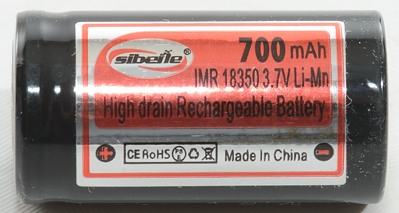 sibeile
700 mAh
IMR 18350 3.7V Li-Mn
High drain Rechargeable Battery
+ CE RoHS Made In China -